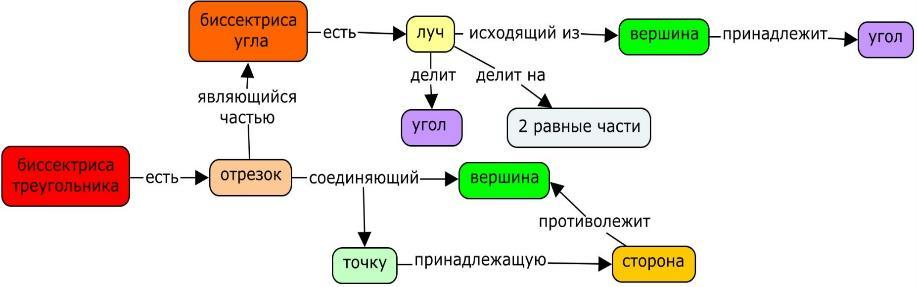 биссектриса
угла
есть
луч
исходящий из
вершина
принадлежит
угол
делит
делит на
являющийся
частью
угол
2 равные части
биссектриса
треугольника
есть
отрезок
соединяющий
вершина
противолежит
точку
принадлежащую
сторона